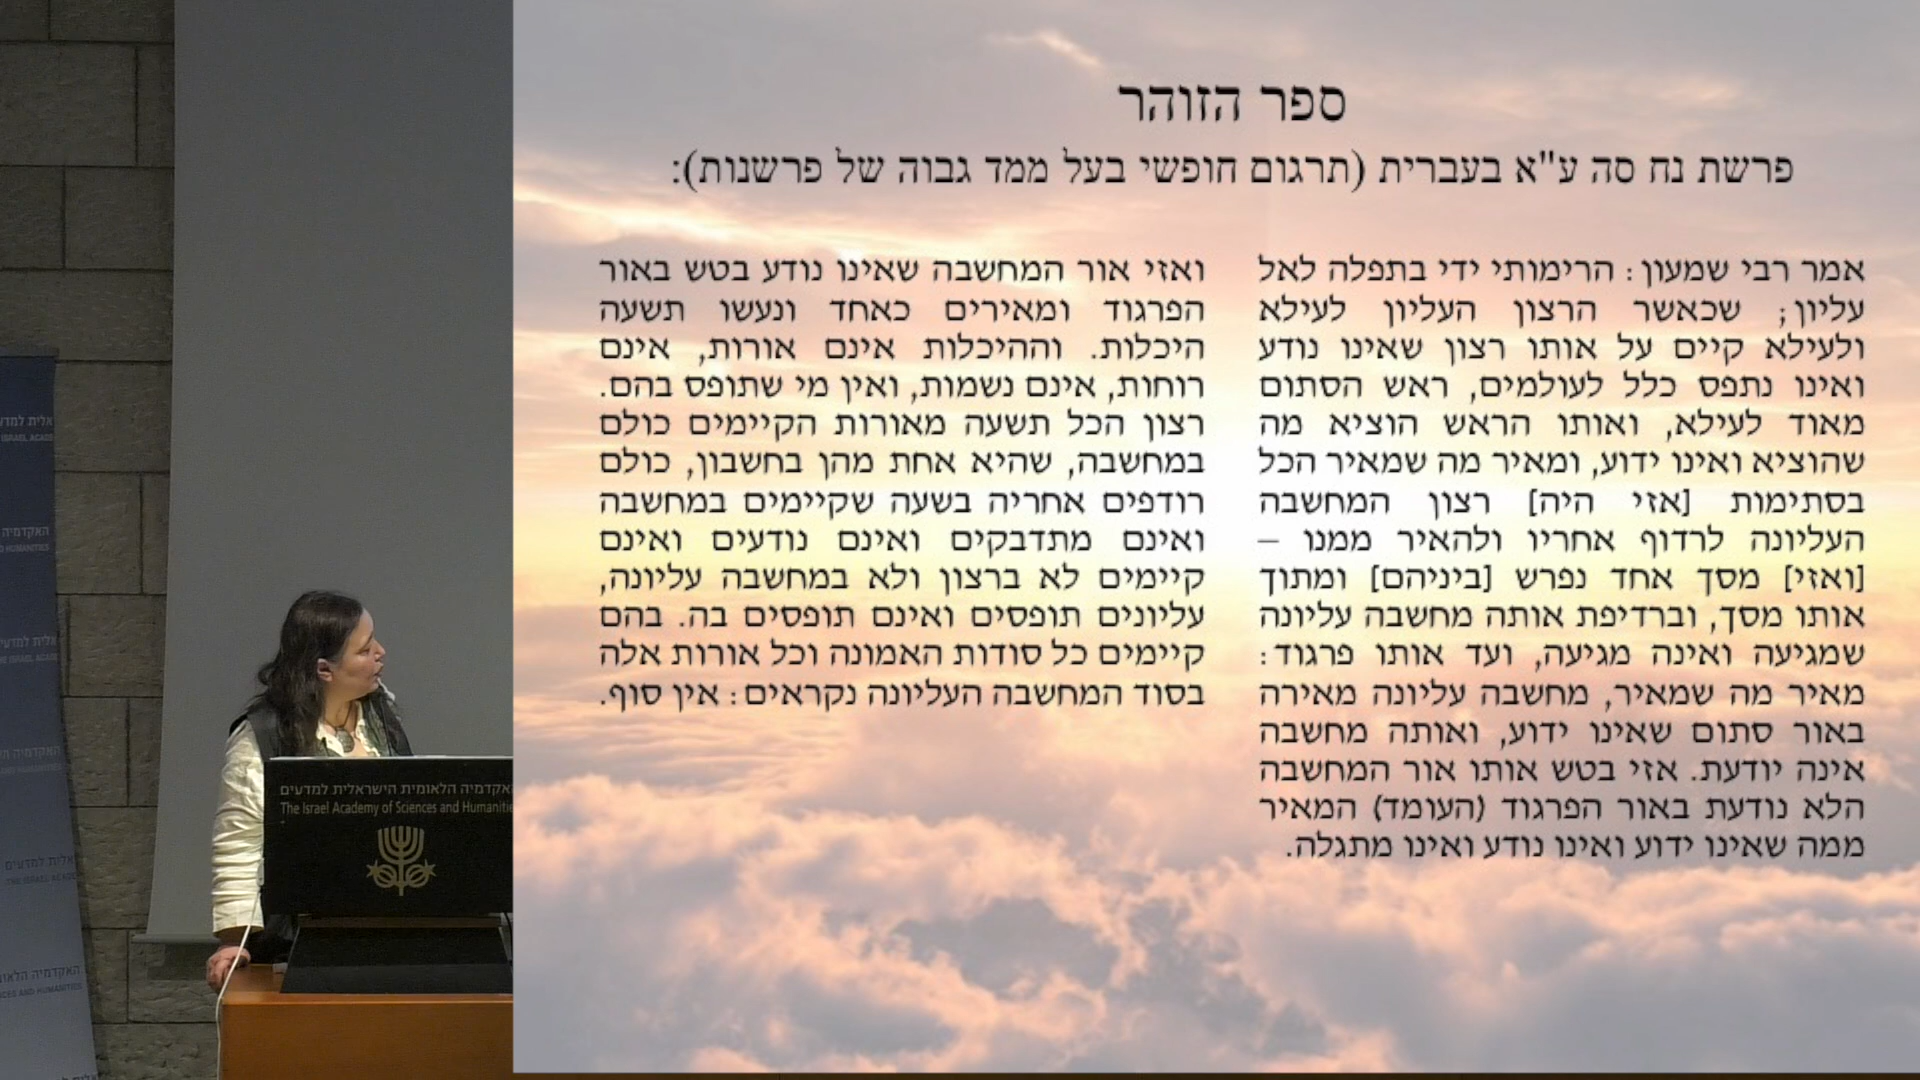 ספר הזוהר
פרשת נח סה ע"א בעברית (תרגום חופשי בעל ממד גבוה של פרשנות):
אמר רבי שמעון: הרימותי ידי בתפלה לאל
עליון; שכאשר הרצון העליון לעילא
ולעילא קיים על אותו רצון שאינו נודע
ואינו נתפס כלל לעולמים, ראש הסתום
מאוד לעילא, ואותו הראש הוציא מה
שהוציא ואינו ידוע, ומאיר מה שמאיר הכל
בסתימות [אזי היה] רצון המחשבה
העליונה לרדוף אחריו ולהאיר ממנו –
[ואזי] מסך אחד נפרש [ביניהם] ומתוך
אותו מסך, וברדיפת אותה מחשבה עליונה
שמגיעה ואינה מגיעה, ועד אותו פרגוד:
מאיר מה שמאיר, מחשבה עליונה מאירה
באור סתום שאינו ידוע, ואותה מחשבה
אינה יודעת. אזי בטש אותו אור המחשבה
הלא נודעת באור הפרגוד (העומד) המאיר
ממה שאינו ידוע ואינו נודע ואינו מתגלה.
ואזי אור המחשבה שאינו נודע בטש באור
הפרגוד ומאירים כאחד ונעשו תשעה
היכלות. וההיכלות אינם אורות, אינם
רוחות, אינם נשמות, ואין מי שתופס בהם.
רצון הכל תשעה מאורות הקיימים כולם
במחשבה, שהיא אחת מהן בחשבון, כולם
רודפים אחריה בשעה שקיימים במחשבה
ואינם מתדבקים ואינם נודעים ואינם
קיימים לא ברצון ולא במחשבה עליונה,
עליונים תופסים ואינם תופסים בה. בהם
קיימים כל סודות האמונה וכל אורות אלה
בסוד המחשבה העליונה נקראים: אין סוף.
האקדמיה הלאומית הישראלית למדעים
The Israel Academy of Sciences and Humanitie